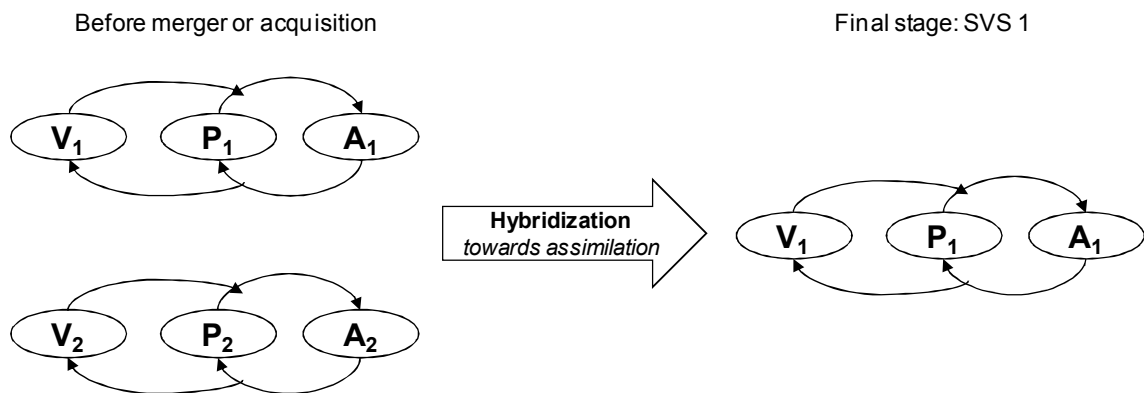 Before merger or acquisition
Final stage: SVS 1
V₁ P₁ A₁
Hybridization
towards assimilation
V₁ P₁ A₁
V₂ P₂ A₂